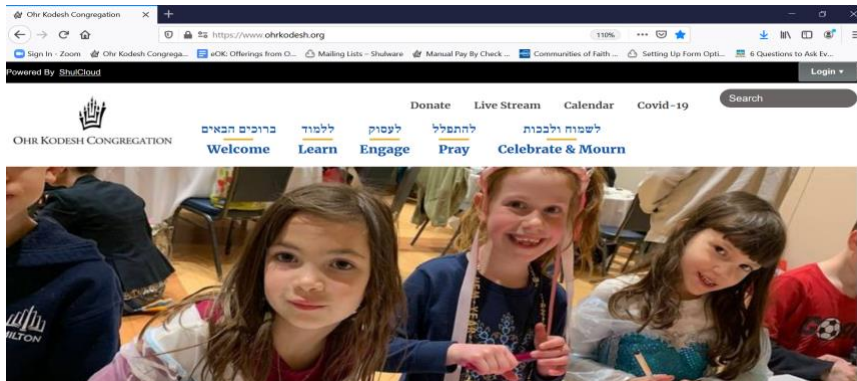 Ohr Kodesh Congregation
https://www.ohrkodesh.org
110%
Sign In - Zoom Ohr Kodesh Congrega... eOK: Offerings from O... Mailing Lists – Shulware Manual Pay By Check ... Communities of Faith ... Setting Up Form Opti... 6 Questions to Ask Ev...
Powered By ShulCloud Login
Donate Live Stream Calendar Covid-19 Search
ברוכים הבאים ללמוד לעסוק להתפלל לשמוח ולבכות
OHR KODESH CONGREGATION Welcome Learn Engage Pray Celebrate & Mourn
MILTON